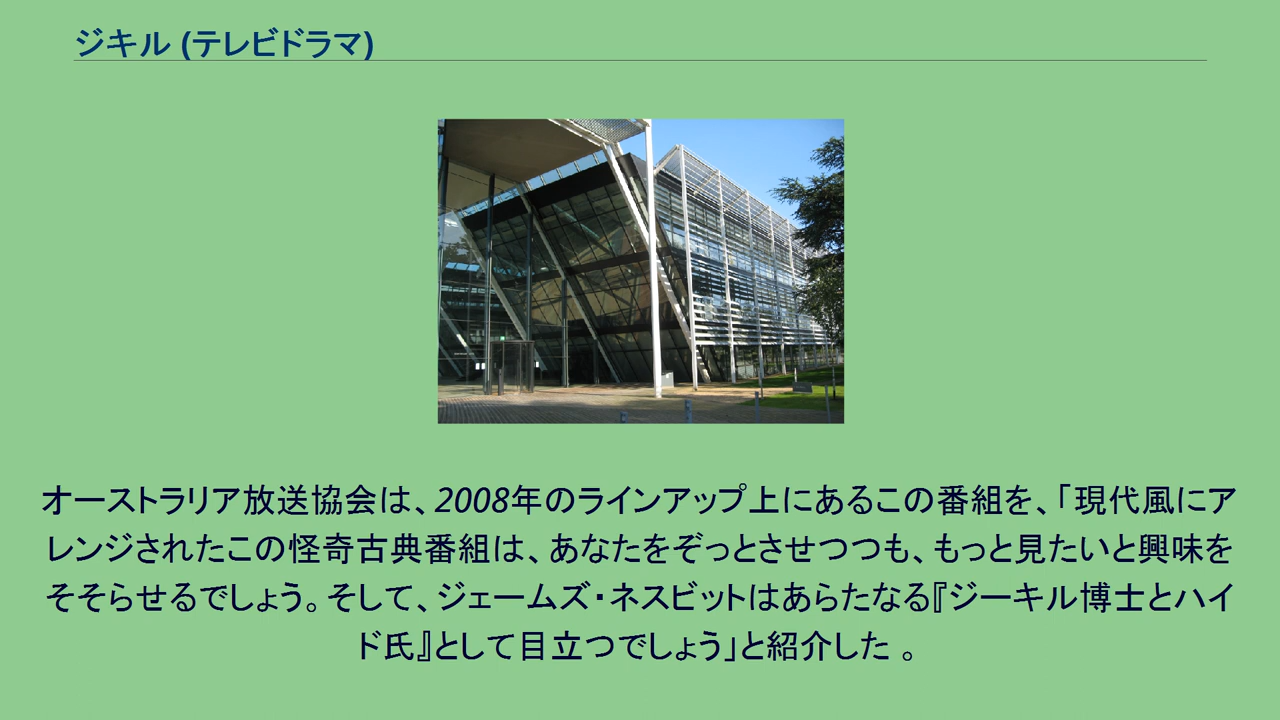 ジキル (テレビドラマ)
オーストラリア放送協会は、2008年のラインアップ上にあるこの番組を、「現代風にア
レンジされたこの怪奇古典番組は、あなたをぞっとさせつつも、もっと見たいと興味を
そそらせるでしょう。そして、ジェームズ・ネスビットはあらたなる『ジーキル博士とハイ
ド氏』として目立つでしょう」と紹介した 。